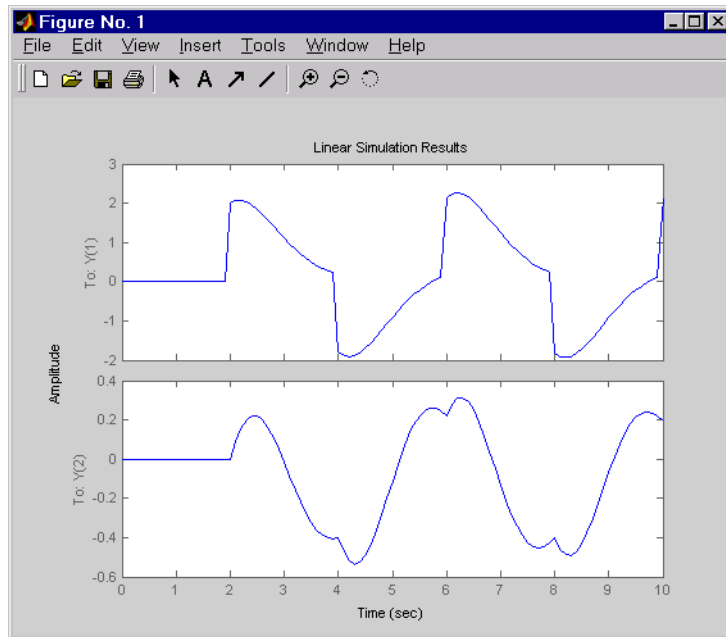 Figure No. 1
File Edit View Insert Tools Window Help
A
Linear Simulation Results
Amplitude
To: Y(1)
3
2
1
0
-1
-2
To: Y(2)
0.4
0.2
0
-0.2
-0.4
-0.6
0 1 2 3 4 5 6 7 8 9 10
Time (sec)